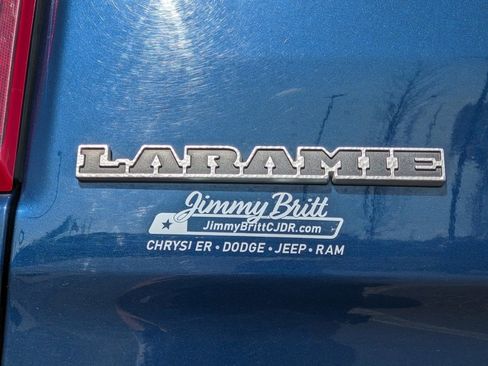 LARAMIE
Jimmy Britt
JimmyBrittCJDR.com
CHRYSLER • DODGE • JEEP • RAM